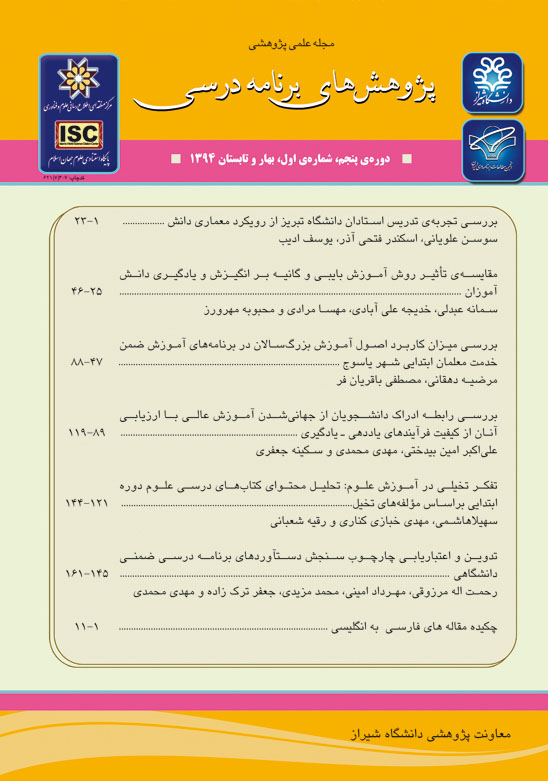 مجله علمی پژوهشی
پژوهش‌های برنامه درسی
دانشگاه شیراز
ISC
پایگاه استنادی علوم جهان اسلام
دوره‌ی پنجم، شماره‌ی اول، بهار و تابستان ۱۳۹۴
بررسی تجربه‌ی تدریس استادان دانشگاه تبریز از رویکرد معماری دانش ................ ۱-۲۳
سوسن علویانی، اسکندر فتحی آذر، یوسف ادیب
مقایسه‌ی تأثیر روش آموزش بایبی و گانیه بر انگیزش و یادگیری دانش
آموزان ................ ۲۵-۴۶
سمانه عبدلی، خدیجه علی آبادی، مهسا مرادی و محبوبه مهرورز
بررسی میزان کاربرد اصول آموزش بزرگ‌سالان در برنامه‌های آموزش ضمن
خدمت معلمان ابتدایی شهر یاسوج ................ ۴۷-۸۸
مرضیه دهقانی، مصطفی باقریان فر
بررسی رابطه ادراک دانشجویان از جهانی‌شدن آموزش عالی با ارزیابی
آنان از کیفیت فرآیندهای یاددهی ـ یادگیری ................ ۸۹-۱۱۹
علی‌اکبر امین بیدختی، مهدی محمدی و سکینه جعفری
تفکر تخیلی در آموزش علوم: تحلیل محتوای کتاب‌های درسی علوم دوره
ابتدایی براساس مؤلفه‌های تخیل ................ ۱۲۱-۱۴۴
سهیلاهاشمی، مهدی خبازی کناری و رقیه شعبانی
تدوین و اعتباریابی چارچوب سنجش دستآوردهای برنامه درسی ضمنی
دانشگاهی ................ ۱۴۵-۱۶۱
رحمت اله مرزوقی، مهرداد امینی، محمد مزیدی، جعفر ترک زاده و مهدی محمدی
چکیده مقاله های فارسی به انگلیسی ................ ۱-۱۱
معاونت پژوهشی دانشگاه شیراز